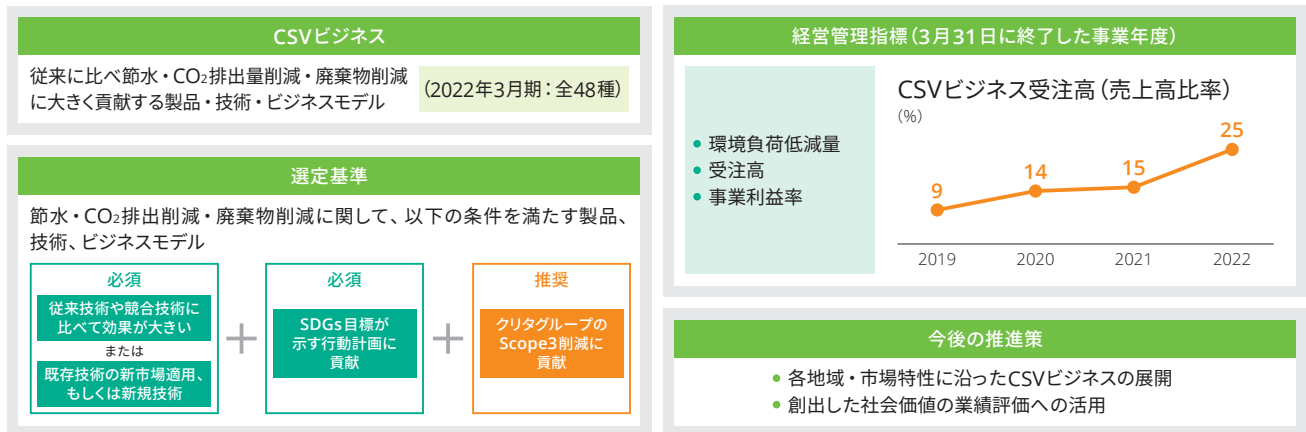 CSVビジネス
従来に比べ節水・CO₂排出量削減・廃棄物削減
に大きく貢献する製品・技術・ビジネスモデル
(2022年3月期:全48種)
選定基準
節水・CO₂排出削減・廃棄物削減に関して、以下の条件を満たす製品、
技術、ビジネスモデル
必須
従来技術や競合技術に
比べて効果が大きい
または
既存技術の新市場適用、
もしくは新規技術
+
必須
SDGs目標が
示す行動計画に
貢献
+
推奨
クリタグループの
Scope3削減に
貢献
経営管理指標(3月31日に終了した事業年度)
● 環境負荷低減量
● 受注高
● 事業利益率
CSVビジネス受注高(売上高比率)
(%)
9
14
15
25
2019 2020 2021 2022
今後の推進策
● 各地域・市場特性に沿ったCSVビジネスの展開
● 創出した社会価値の業績評価への活用